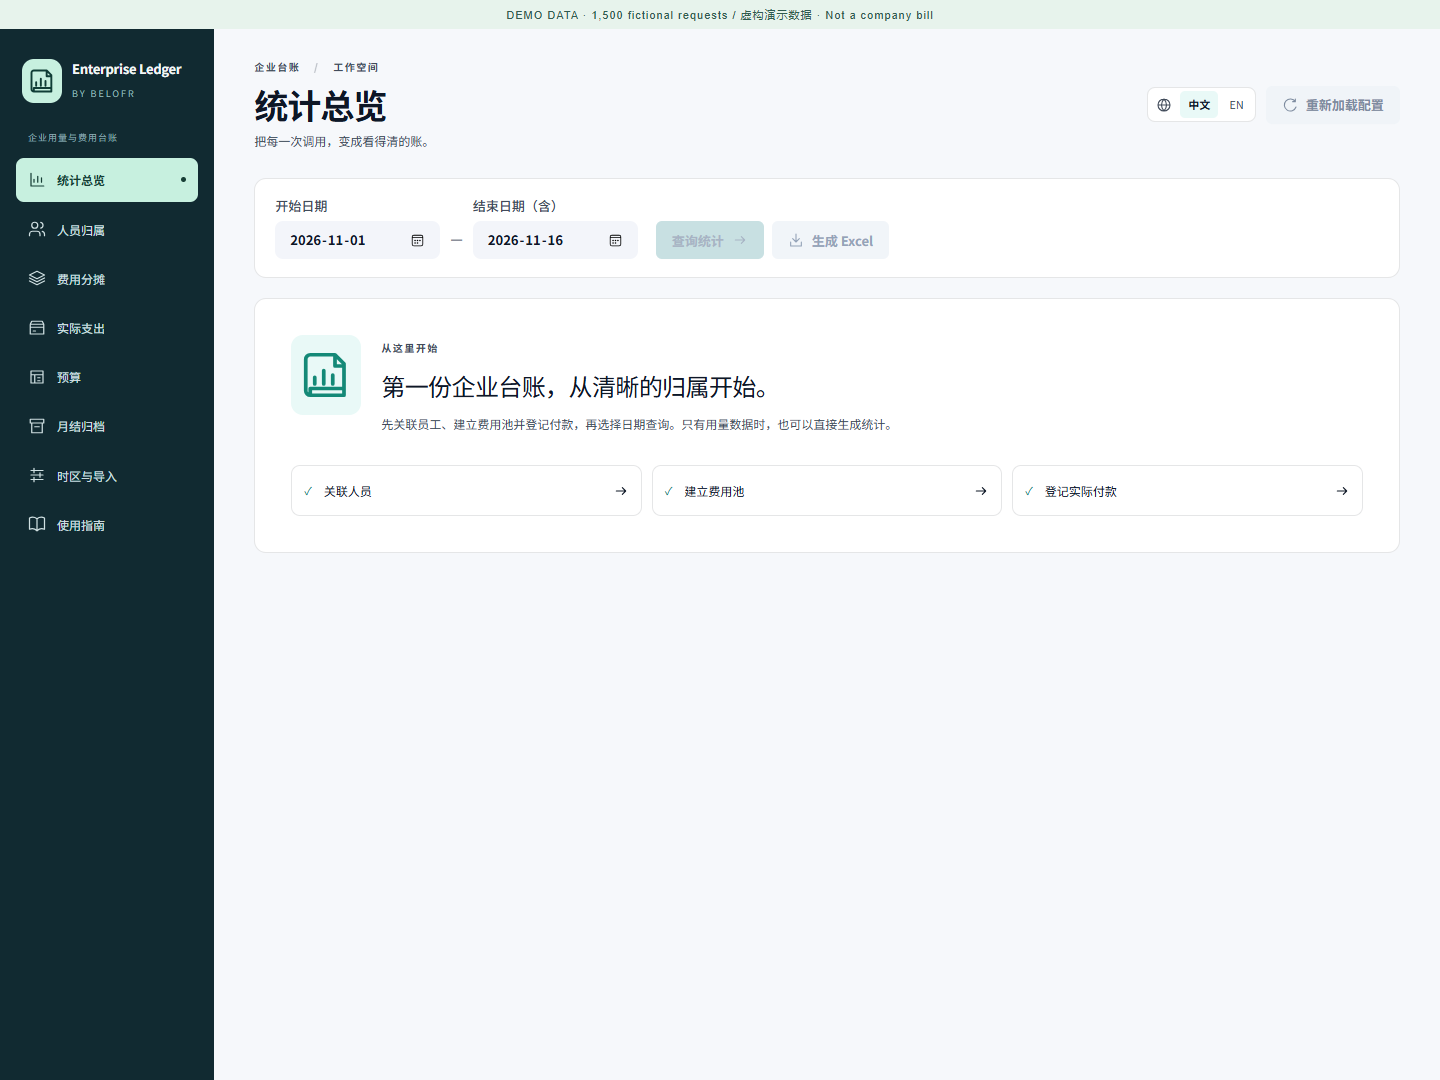 DEMO DATA · 1,500 fictional requests / 虚构演示数据 · Not a company bill
Enterprise Ledger
BY BELOFR
企业用量与费用台账
统计总览
人员归属
费用分摊
实际支出
预算
月结归档
时区与导入
使用指南
企业台账 / 工作空间
统计总览
把每一次调用，变成看得清的账。
中文 EN 重新加载配置
开始日期 结束日期（含）
2026-11-01 — 2026-11-16 查询统计 生成 Excel
从这里开始
第一份企业台账，从清晰的归属开始。
先关联员工、建立费用池并登记付款，再选择日期查询。只有用量数据时，也可以直接生成统计。
✓ 关联人员 → ✓ 建立费用池 → ✓ 登记实际付款 →